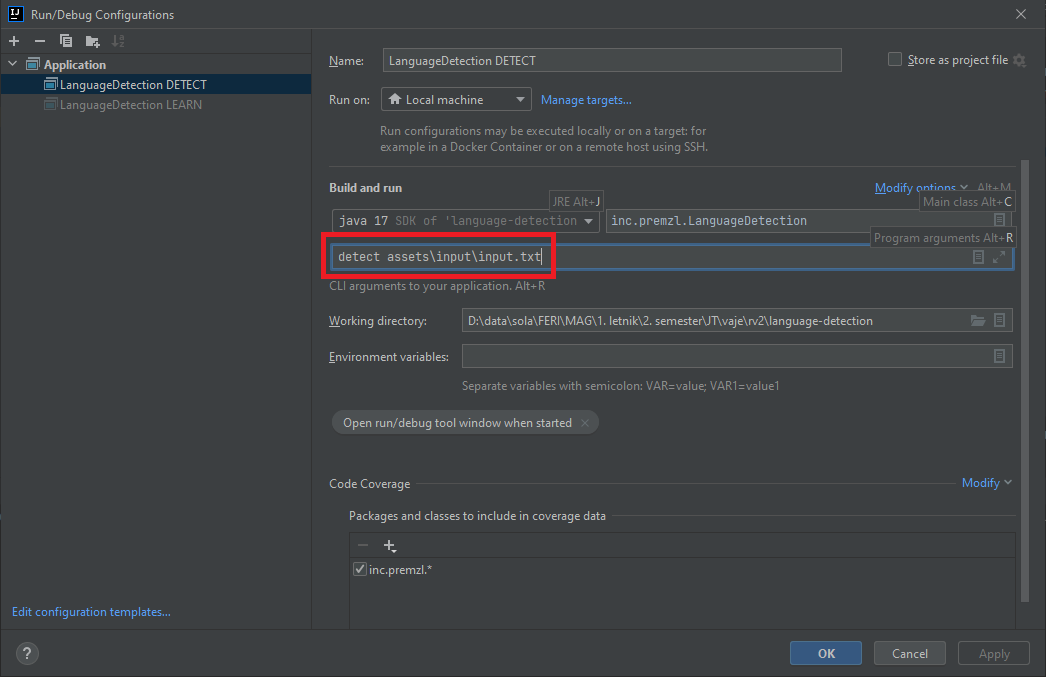 IJ Run/Debug Configurations
Application
LanguageDetection DETECT
LanguageDetection LEARN
Name: LanguageDetection DETECT
Store as project file
Run on: Local machine Manage targets...
Run configurations may be executed locally or on a target: for
example in a Docker Container or on a remote host using SSH.
Build and run
Modify options Alt+M
JRE Alt+J
Main class Alt+C
java 17 SDK of 'language-detection inc.premzl.LanguageDetection
Program arguments Alt+R
detect assets\input\input.txt
CLI arguments to your application. Alt+R
Working directory: D:\data\sola\FERI\MAG\1. letnik\2. semester\JT\vaje\rv2\language-detection
Environment variables:
Separate variables with semicolon: VAR=value; VAR1=value1
Open run/debug tool window when started
Code Coverage
Modify
Packages and classes to include in coverage data
inc.premzl.*
Edit configuration templates...
?
OK
Cancel
Apply